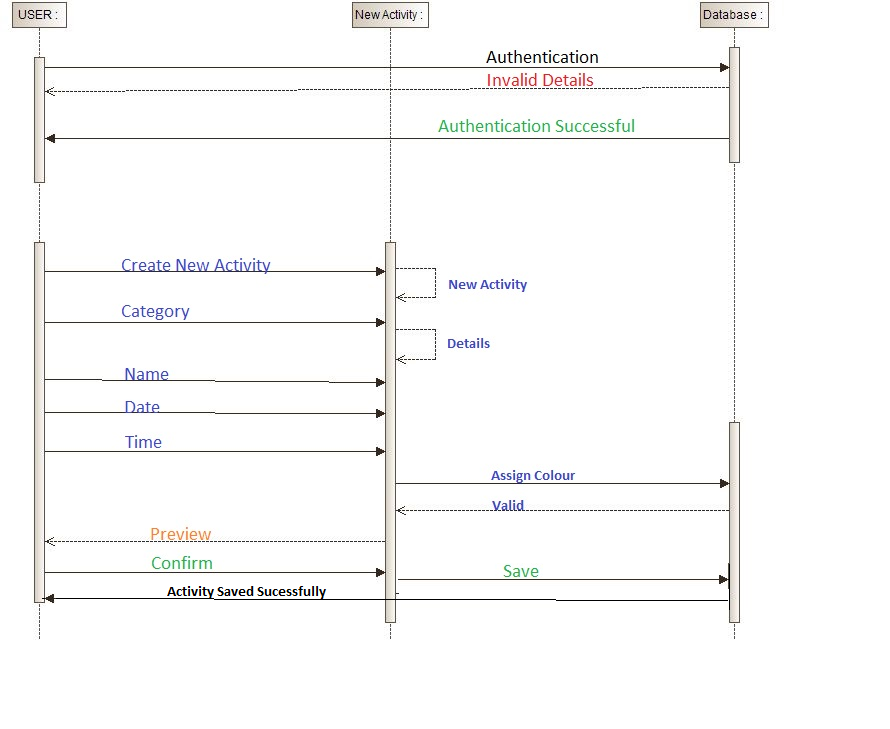 USER :
New Activity :
Database :
Authentication
Invalid Details
Authentication Successful
Create New Activity
New Activity
Category
Details
Name
Date
Time
Assign Colour
Valid
Preview
Confirm
Save
Activity Saved Sucessfully